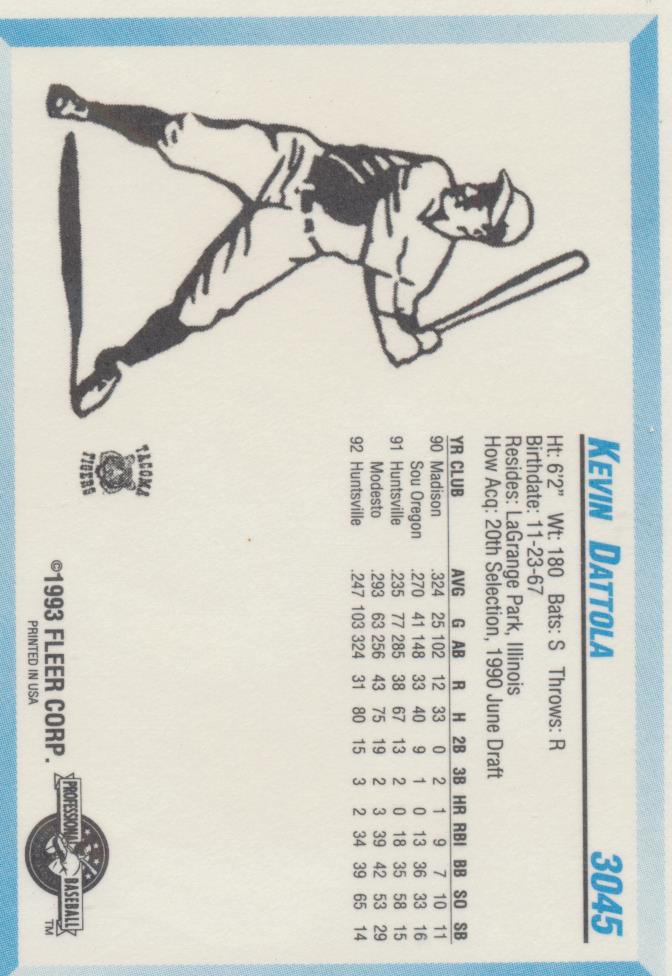 KEVIN DATTOLA 3045
Ht: 6'2" Wt: 180 Bats: S Throws: R
Birthdate: 11-23-67
Resides: LaGrange Park, Illinois
How Acq: 20th Selection, 1990 June Draft
YR CLUB AVG G AB R H 2B 3B HR RBI BB SO SB
90 Madison .324 25 102 12 33 0 2 1 9 7 10 11
Sou Oregon .270 41 148 33 40 9 1 0 13 36 33 16
91 Huntsville .235 77 285 38 67 13 2 0 18 35 58 15
Modesto .293 63 256 43 75 19 2 3 39 42 53 29
92 Huntsville .247 103 324 31 80 15 3 2 34 39 65 14
TACOMA
TIGERS
©1993 FLEER CORP.
PRINTED IN USA
PROFESSIONAL
BASEBALL
TM